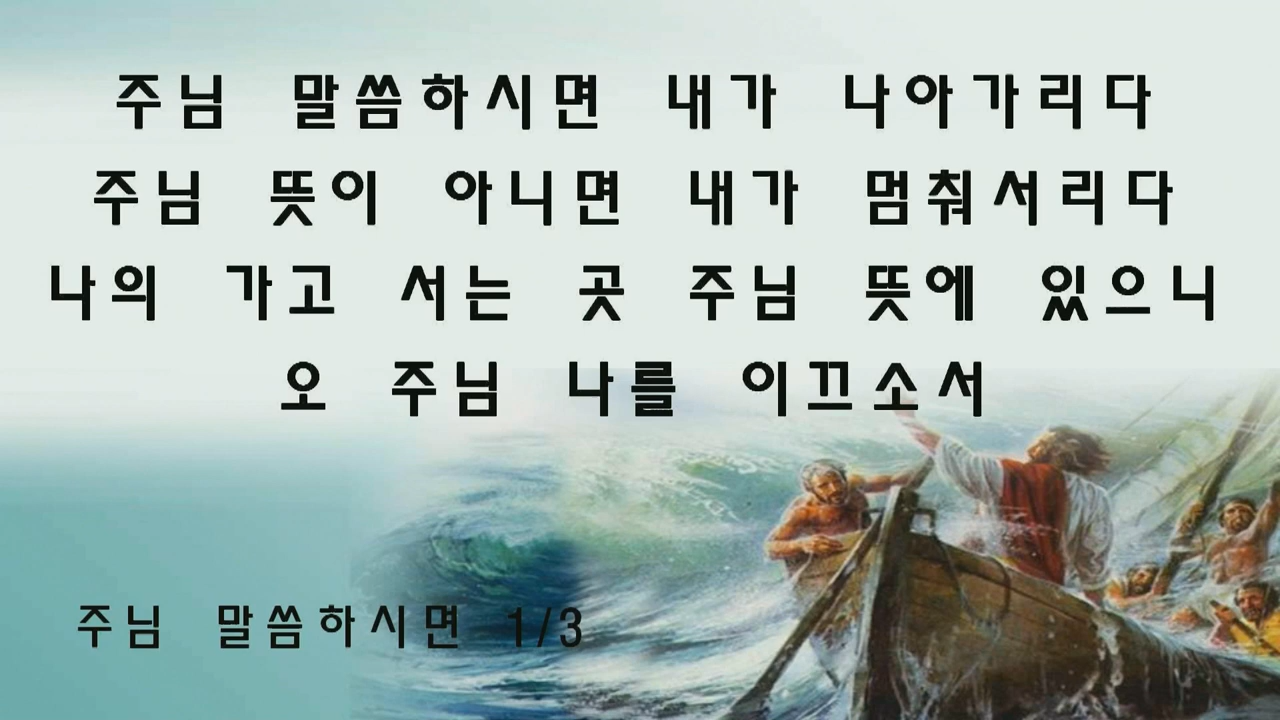 주님 말씀하시면 내가 나아가리다
주님 뜻이 아니면 내가 멈춰서리다
나의 가고 서는 곳 주님 뜻에 있으니
오 주님 나를 이끄소서
주님 말씀하시면 1/3